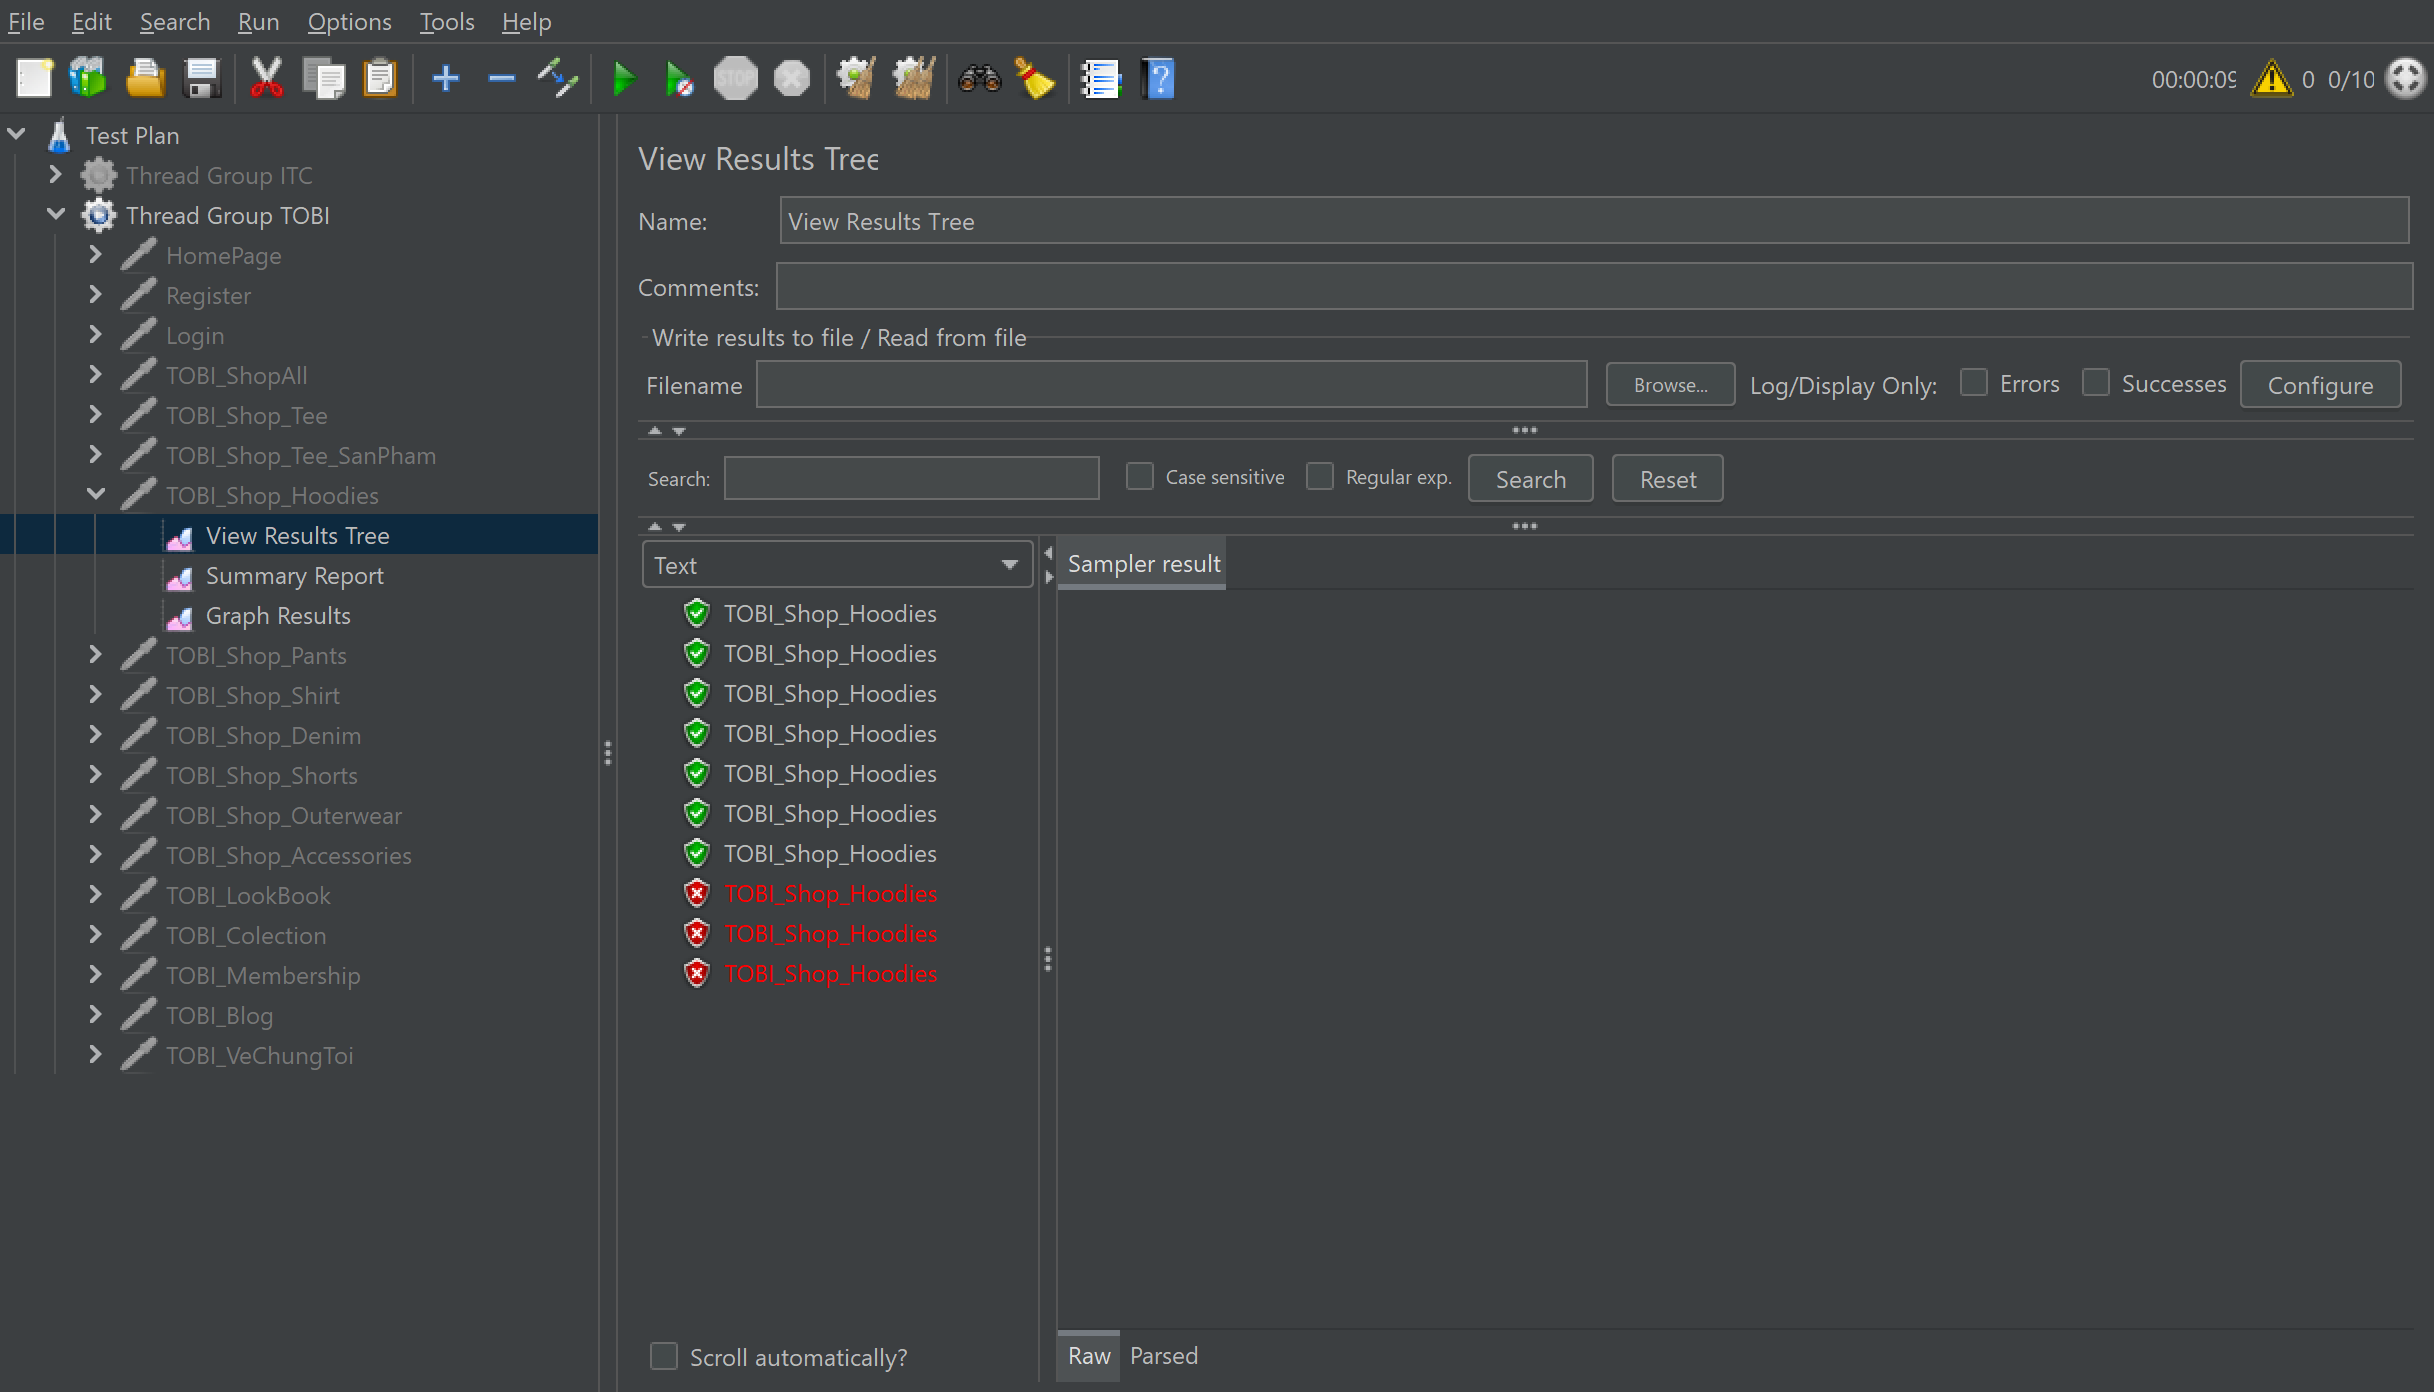 File Edit Search Run Options Tools Help
STOP
00:00:09 0 0/10
Test Plan
Thread Group ITC
Thread Group TOBI
HomePage
Register
Login
TOBI_ShopAll
TOBI_Shop_Tee
TOBI_Shop_Tee_SanPham
TOBI_Shop_Hoodies
View Results Tree
Summary Report
Graph Results
TOBI_Shop_Pants
TOBI_Shop_Shirt
TOBI_Shop_Denim
TOBI_Shop_Shorts
TOBI_Shop_Outerwear
TOBI_Shop_Accessories
TOBI_LookBook
TOBI_Colection
TOBI_Membership
TOBI_Blog
TOBI_VeChungToi
View Results Tree
Name: View Results Tree
Comments:
Write results to file / Read from file
Filename Browse... Log/Display Only: Errors Successes Configure
Search: Case sensitive Regular exp. Search Reset
Text
TOBI_Shop_Hoodies
TOBI_Shop_Hoodies
TOBI_Shop_Hoodies
TOBI_Shop_Hoodies
TOBI_Shop_Hoodies
TOBI_Shop_Hoodies
TOBI_Shop_Hoodies
TOBI_Shop_Hoodies
TOBI_Shop_Hoodies
TOBI_Shop_Hoodies
Scroll automatically?
Sampler result
Raw Parsed